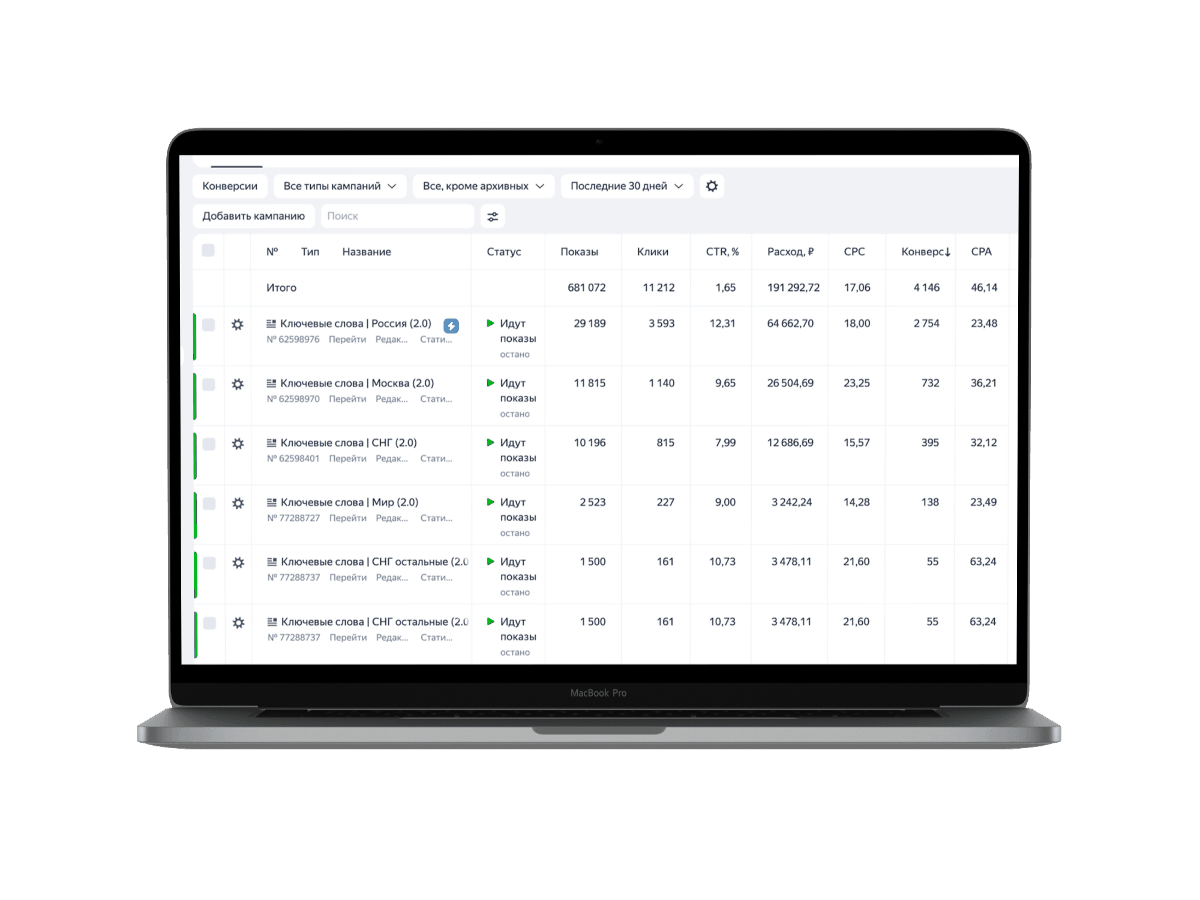 Конверсии Все типы кампаний Все, кроме архивных Последние 30 дней
Добавить кампанию Поиск
№ Тип Название Статус Показы Клики CTR, % Расход, ₽ CPC Конверс↓ CPA
Итого 681 072 11 212 1,65 191 292,72 17,06 4 146 46,14
Ключевые слова | Россия (2.0) Идут 29 189 3 593 12,31 64 662,70 18,00 2 754 23,48
№ 62598976 Перейти Редак... Стати... показы
остано
Ключевые слова | Москва (2.0) Идут 11 815 1 140 9,65 26 504,69 23,25 732 36,21
№ 62598970 Перейти Редак... Стати... показы
остано
Ключевые слова | СНГ (2.0) Идут 10 196 815 7,99 12 686,69 15,57 395 32,12
№ 62598401 Перейти Редак... Стати... показы
остано
Ключевые слова | Мир (2.0) Идут 2 523 227 9,00 3 242,24 14,28 138 23,49
№ 77288727 Перейти Редак... Стати... показы
остано
Ключевые слова | СНГ остальные (2.0 Идут 1 500 161 10,73 3 478,11 21,60 55 63,24
№ 77288737 Перейти Редак... Стати... показы
остано
Ключевые слова | СНГ остальные (2.0 Идут 1 500 161 10,73 3 478,11 21,60 55 63,24
№ 77288737 Перейти Редак... Стати... показы
остано
MacBook Pro